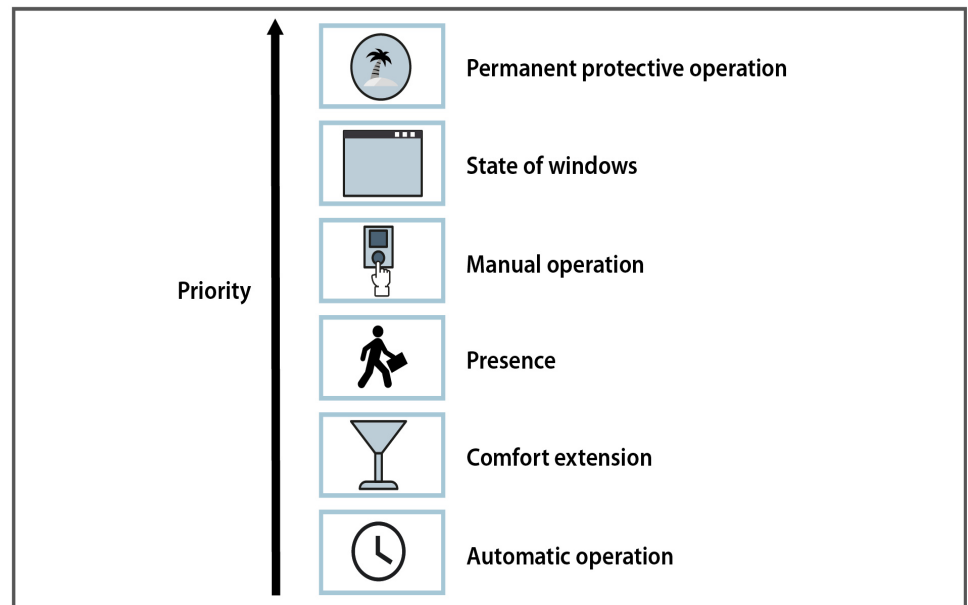 Permanent protective operation
State of windows
Manual operation
Priority
Presence
Comfort extension
Automatic operation